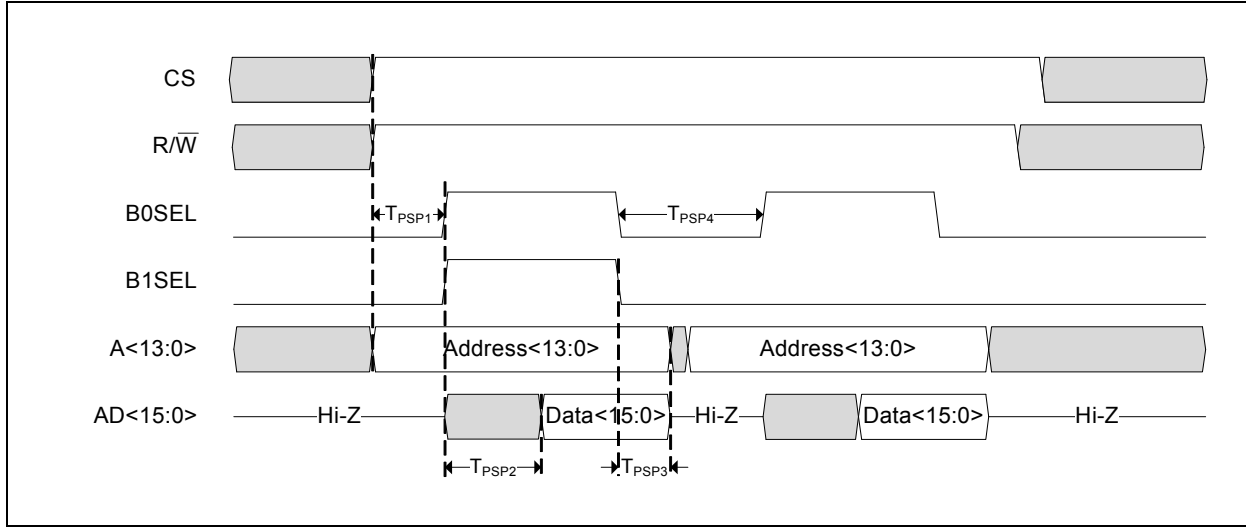 CS
R/W̅
B0SEL
T_PSP1
T_PSP4
B1SEL
A<13:0>
Address<13:0>
Address<13:0>
AD<15:0>
Hi-Z
Data<15:0>
Hi-Z
Data<15:0>
Hi-Z
T_PSP2
T_PSP3